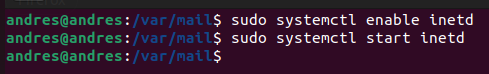 andres@andres:/var/mail$ sudo systemctl enable inetd
andres@andres:/var/mail$ sudo systemctl start inetd
andres@andres:/var/mail$